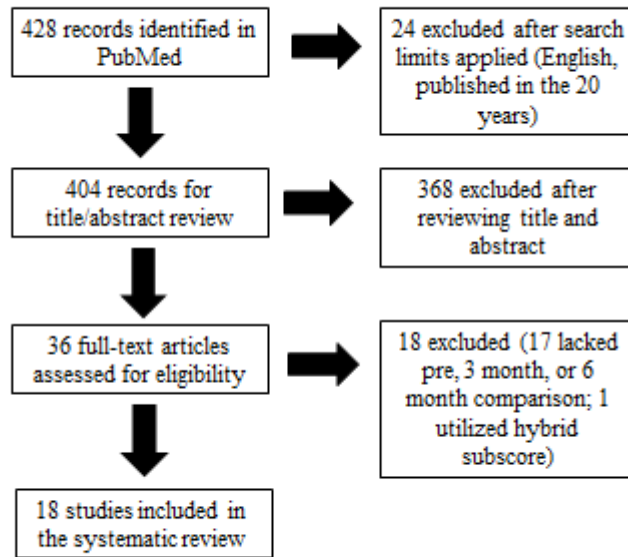 428 records identified in
PubMed
24 excluded after search
limits applied (English,
published in the 20
years)
404 records for
title/abstract review
368 excluded after
reviewing title and
abstract
36 full-text articles
assessed for eligibility
18 excluded (17 lacked
pre, 3 month, or 6
month comparison; 1
utilized hybrid
subscore)
18 studies included in
the systematic review